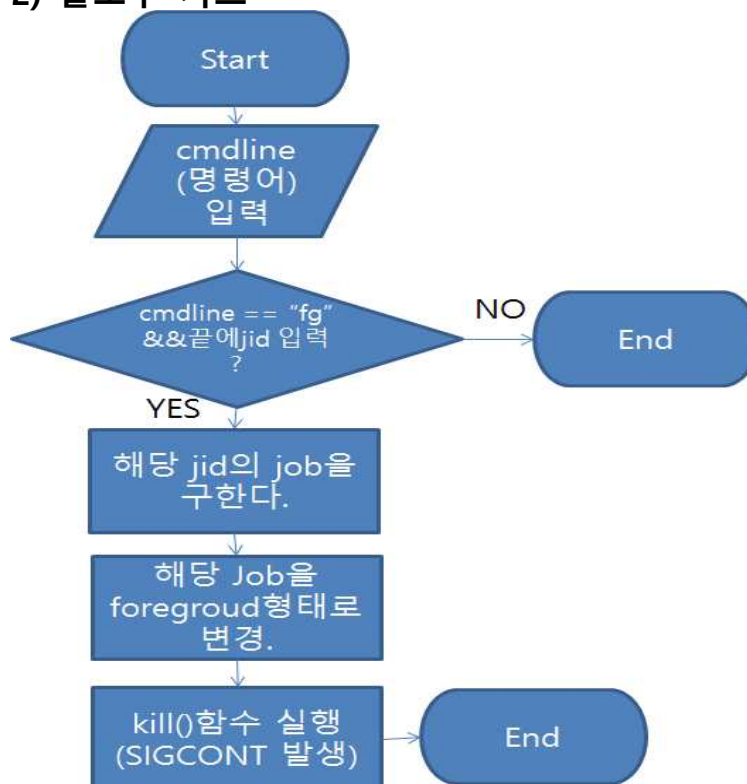 Start
cmdline
(명령어)
입력
cmdline == "fg"
&&끝에jid 입력
?
NO
End
YES
해당 jid의 job을
구한다.
해당 Job을
foregroud형태로
변경.
kill()함수 실행
(SIGCONT 발생)
End